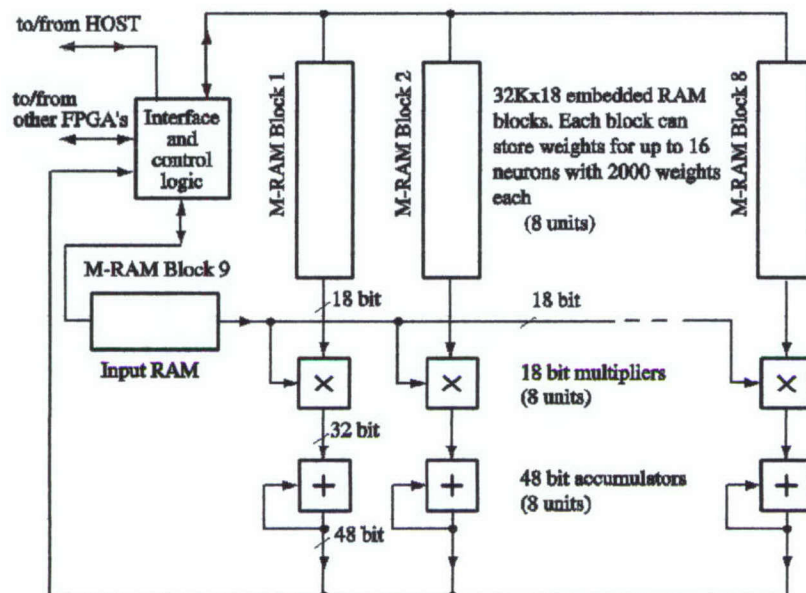 to/from HOST
to/from
other FPGA's
Interface
and
control
logic
M-RAM Block 1
M-RAM Block 2
32Kx18 embedded RAM
blocks. Each block can
store weights for up to 16
neurons with 2000 weights
each
(8 units)
M-RAM Block 8
M-RAM Block 9
Input RAM
18 bit
18 bit
×
×
18 bit multipliers
(8 units)
×
32 bit
+
+
48 bit accumulators
(8 units)
+
48 bit